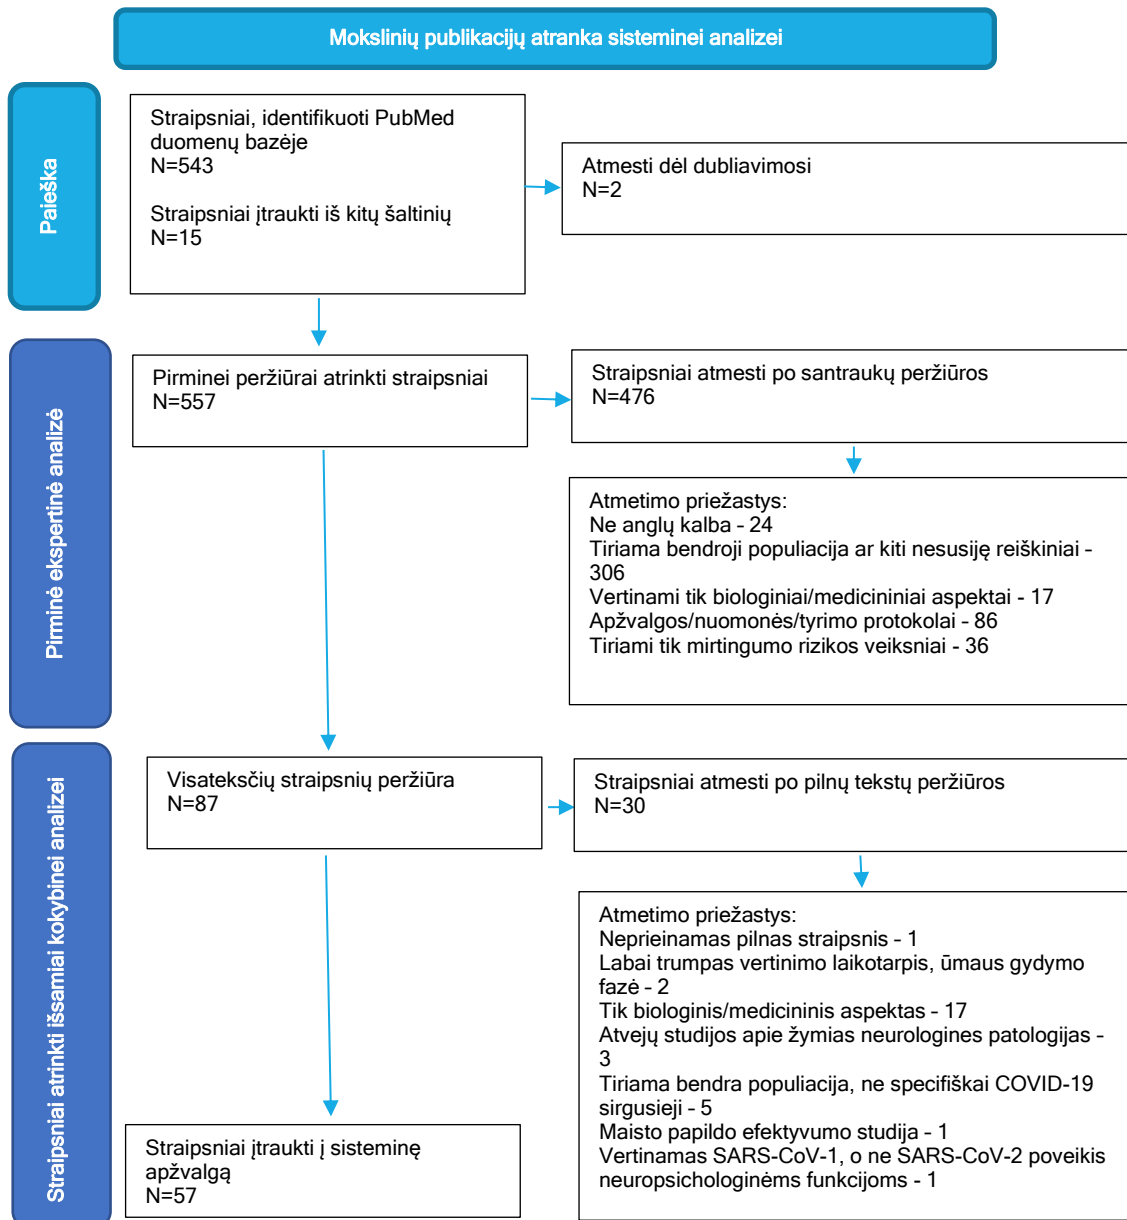 Mokslinių publikacijų atranka sisteminei analizei
Paieška
Straipsniai, identifikuoti PubMed
duomenų bazėje
N=543
Straipsniai įtraukti iš kitų šaltinių
N=15
Atmesti dėl dubliavimosi
N=2
Pirminė ekspertinė analizė
Pirminei peržiūrai atrinkti straipsniai
N=557
Straipsniai atmesti po santraukų peržiūros
N=476
Atmetimo priežastys:
Ne anglų kalba – 24
Tiriama bendroji populiacija ar kiti nesusiję reiškiniai –
306
Vertinami tik biologiniai/medicininiai aspektai - 17
Apžvalgos/nuomonės/tyrimo protokolai – 86
Tiriami tik mirtingumo rizikos veiksniai - 36
Straipsniai atrinkti išsamiai kokybinei analizei
Visateksčių straipsnių peržiūra
N=87
Straipsniai atmesti po pilnų tekstų peržiūros
N=30
Atmetimo priežastys:
Neprieinamas pilnas straipsnis – 1
Labai trumpas vertinimo laikotarpis, ūmaus gydymo
fazė – 2
Tik biologinis/medicininis aspektas – 17
Atvejų studijos apie žymias neurologines patologijas –
3
Tiriama bendra populiacija, ne specifiškai COVID-19
sirgusieji – 5
Maisto papildo efektyvumo studija – 1
Vertinamas SARS-CoV-1, o ne SARS-CoV-2 poveikis
neuropsichologinėms funkcijoms - 1
Straipsniai įtraukti į sisteminę
apžvalgą
N=57